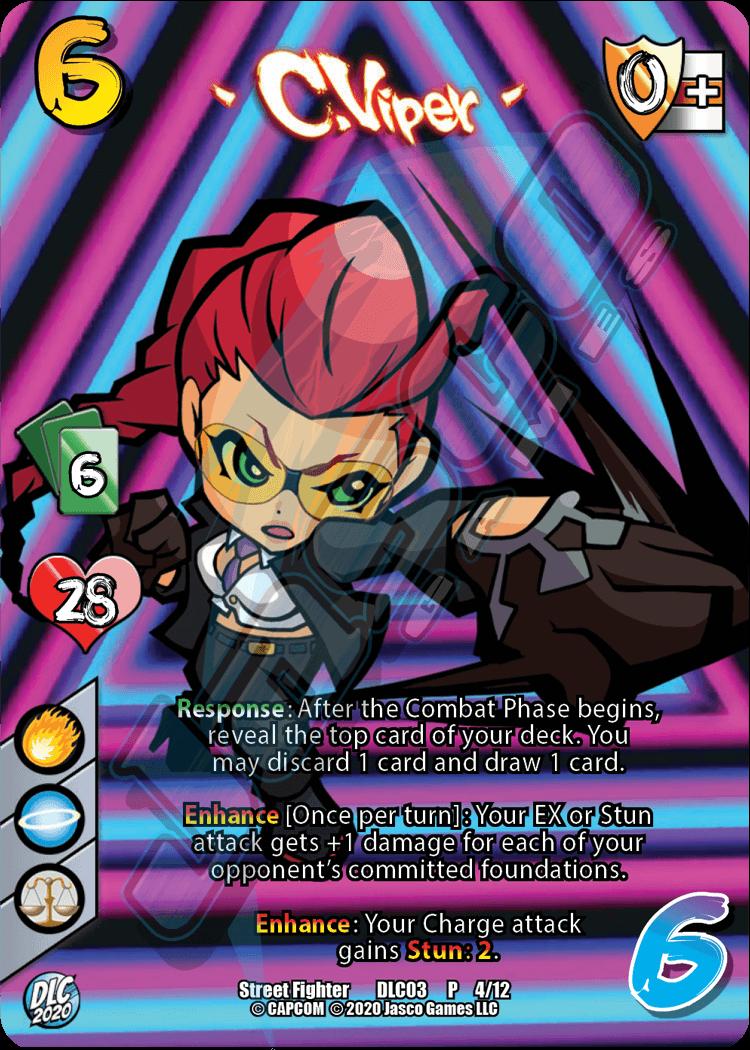 6
0 +
- C.Viper -
6
28
Response: After the Combat Phase begins,
reveal the top card of your deck. You
may discard 1 card and draw 1 card.
Enhance [Once per turn]: Your EX or Stun
attack gets +1 damage for each of your
opponent's committed foundations.
Enhance: Your Charge attack
gains Stun: 2.
6
DLC
2020
Street Fighter DLC03 P 4/12
© CAPCOM © 2020 Jasco Games LLC